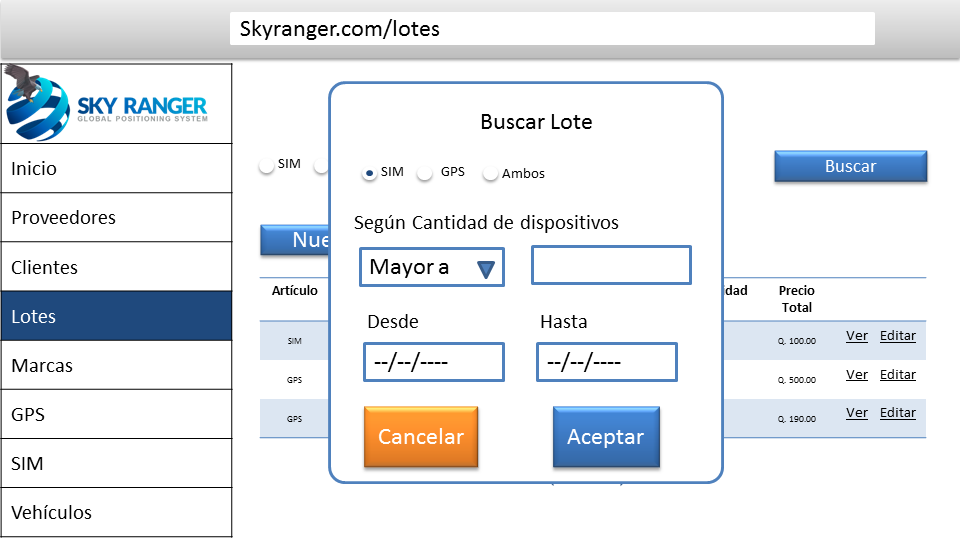 Skyranger.com/lotes
SKY RANGER
GLOBAL POSITIONING SYSTEM
Inicio
Proveedores
Clientes
Lotes
Marcas
GPS
SIM
Vehículos
SIM
Buscar
Nue
Artículo
idad
Precio
Total
SIM
Q. 100.00
Ver
Editar
GPS
Q. 500.00
Ver
Editar
GPS
Q. 190.00
Ver
Editar
Buscar Lote
SIM
GPS
Ambos
Según Cantidad de dispositivos
Mayor a
Desde
Hasta
--/--/----
--/--/----
Cancelar
Aceptar